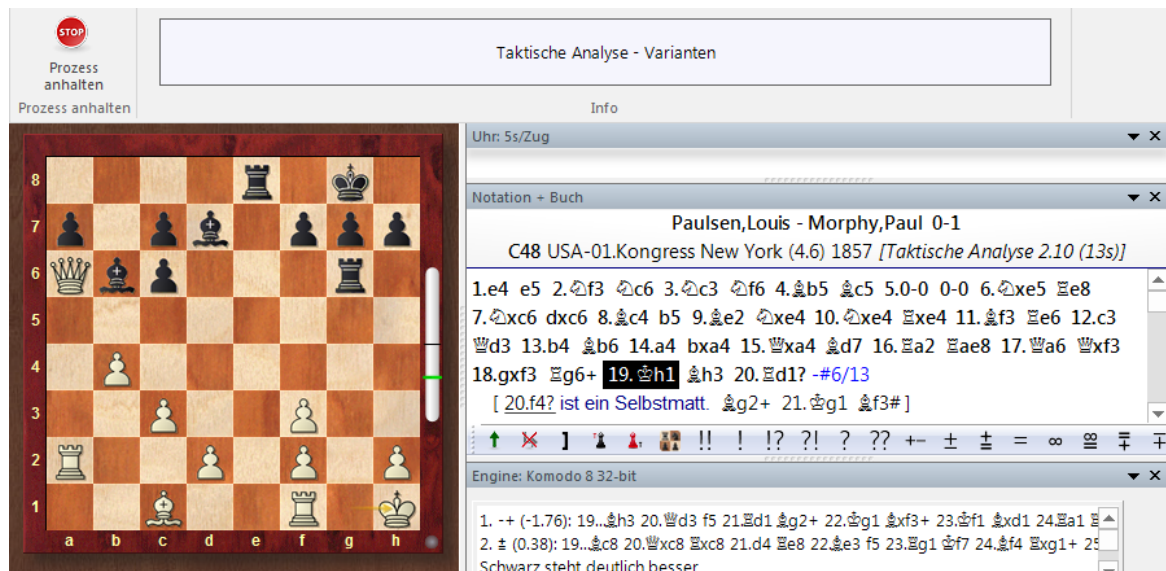 STOP
Prozess
anhalten
Prozess anhalten
Taktische Analyse - Varianten
Info
8
7
6
5
4
3
2
1
a b c d e f g h
Uhr: 5s/Zug
Notation + Buch
Paulsen,Louis - Morphy,Paul 0-1
C48 USA-01.Kongress New York (4.6) 1857 [Taktische Analyse 2.10 (13s)]
1.e4 e5 2.♘f3 ♘c6 3.♘c3 ♘f6 4.♗b5 ♗c5 5.0-0 0-0 6.♘xe5 ♖e8
7.♘xc6 dxc6 8.♗c4 b5 9.♗e2 ♘xe4 10.♘xe4 ♖xe4 11.♗f3 ♖e6 12.c3
♕d3 13.b4 ♗b6 14.a4 bxa4 15.♕xa4 ♗d7 16.♖a2 ♖ae8 17.♕a6 ♕xf3
18.gxf3 ♖g6+ 19.♔h1 ♗h3 20.♖d1? -#6/13
[ 20.f4? ist ein Selbstmatt. ♗g2+ 21.♔g1 ♗f3# ]
!! ! !? ?! ? ?? +− ± ⩲ = ∞ ⯹ ⩱ ∓
Engine: Komodo 8 32-bit
1. -+ (-1.76): 19...♗h3 20.♕d3 f5 21.♖d1 ♗g2+ 22.♔g1 ♗xf3+ 23.♔f1 ♗xd1 24.♖a1 ♖
2. ± (0.38): 19...♗c8 20.♕xc8 ♖xc8 21.d4 ♖e8 22.♗e3 f5 23.♖g1 ♔f7 24.♗f4 ♖xg1+ 25
Schwarz steht deutlich besser